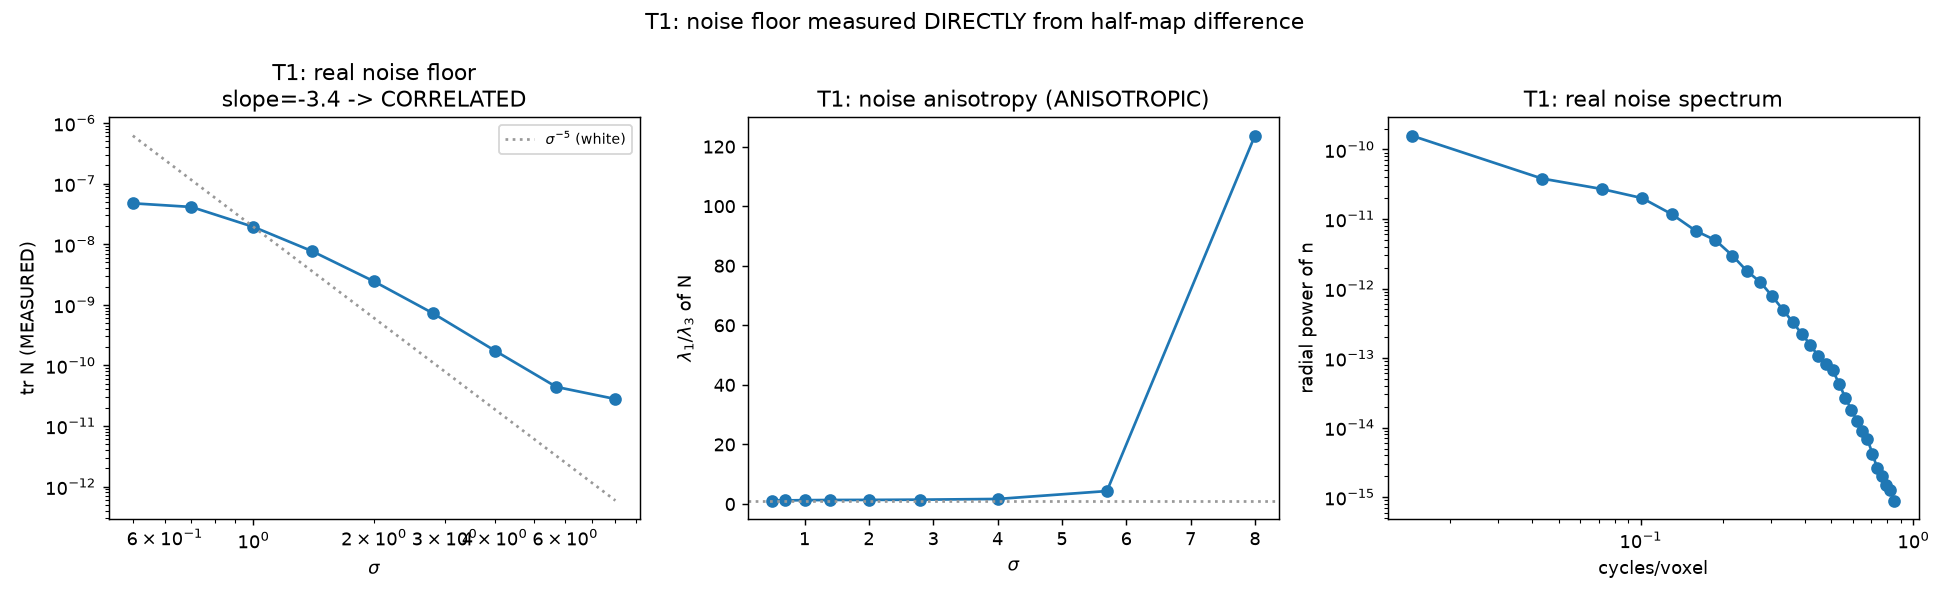 T1: noise floor measured DIRECTLY from half-map difference
T1: real noise floor
slope=-3.4 -> CORRELATED
σ⁻⁵ (white)
10⁻⁶
10⁻⁷
10⁻⁸
10⁻⁹
10⁻¹⁰
10⁻¹¹
10⁻¹²
tr N (MEASURED)
6 × 10⁻¹
10⁰
2 × 10⁰
3 × 10⁰
4 × 10⁰
6 × 10⁰
σ
T1: noise anisotropy (ANISOTROPIC)
120
100
80
60
40
20
0
λ₁/λ₃ of N
1 2 3 4 5 6 7 8
σ
T1: real noise spectrum
10⁻¹⁰
10⁻¹¹
10⁻¹²
10⁻¹³
10⁻¹⁴
10⁻¹⁵
radial power of n
10⁻¹ 10⁰
cycles/voxel